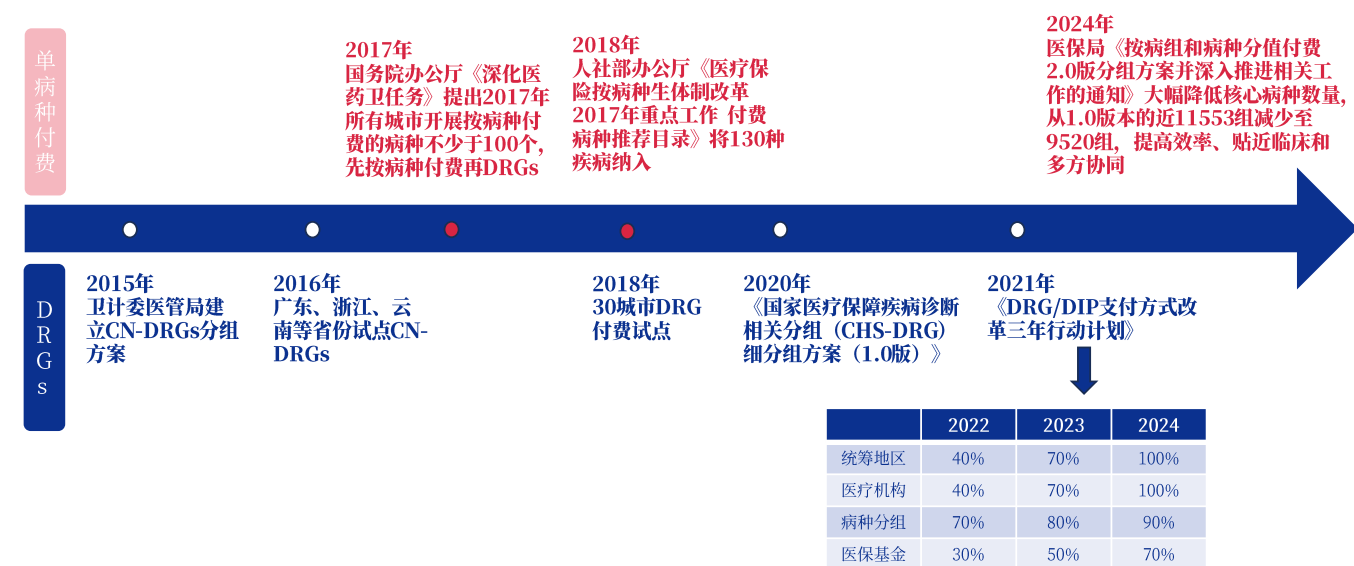 单病种付费
2017年
国务院办公厅《深化医
药卫任务》提出2017年
所有城市开展按病种付
费的病种不少于100个，
先按病种付费再DRGs
2018年
人社部办公厅《医疗保
险按病种生体制改革
2017年重点工作 付费
病种推荐目录》将130种
疾病纳入
2024年
医保局《按病组和病种分值付费
2.0版分组方案并深入推进相关工
作的通知》大幅降低核心病种数量，
从1.0版本的近11553组减少至
9520组，提高效率、贴近临床和
多方协同
DRGs
2015年
卫计委医管局建
立CN-DRGs分组
方案
2016年
广东、浙江、云
南等省份试点CN-
DRGs
2018年
30城市DRG
付费试点
2020年
《国家医疗保障疾病诊断
相关分组（CHS-DRG）
细分组方案（1.0版）》
2021年
《DRG/DIP支付方式改
革三年行动计划》
2022 2023 2024
统筹地区 40% 70% 100%
医疗机构 40% 70% 100%
病种分组 70% 80% 90%
医保基金 30% 50% 70%